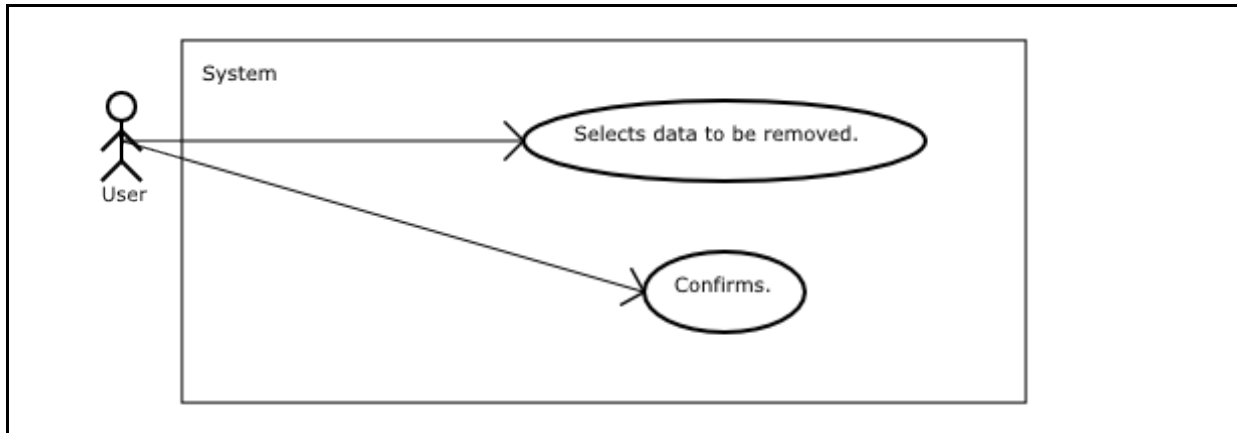 System
Selects data to be removed.
User
Confirms.